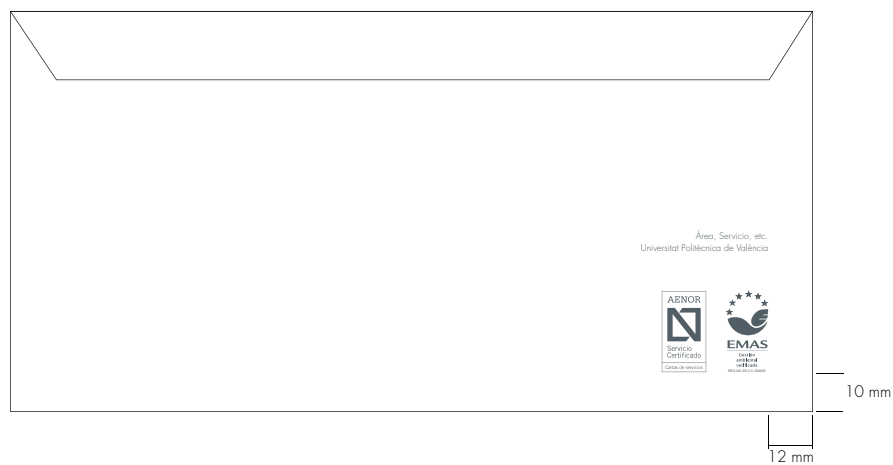 Àrea, Servicio, etc.
Universitat Politècnica de València
AENOR
Servicio
Certificado
Cartas de servicios
EMAS
Gestión
ambiental
verificada
10 mm
12 mm